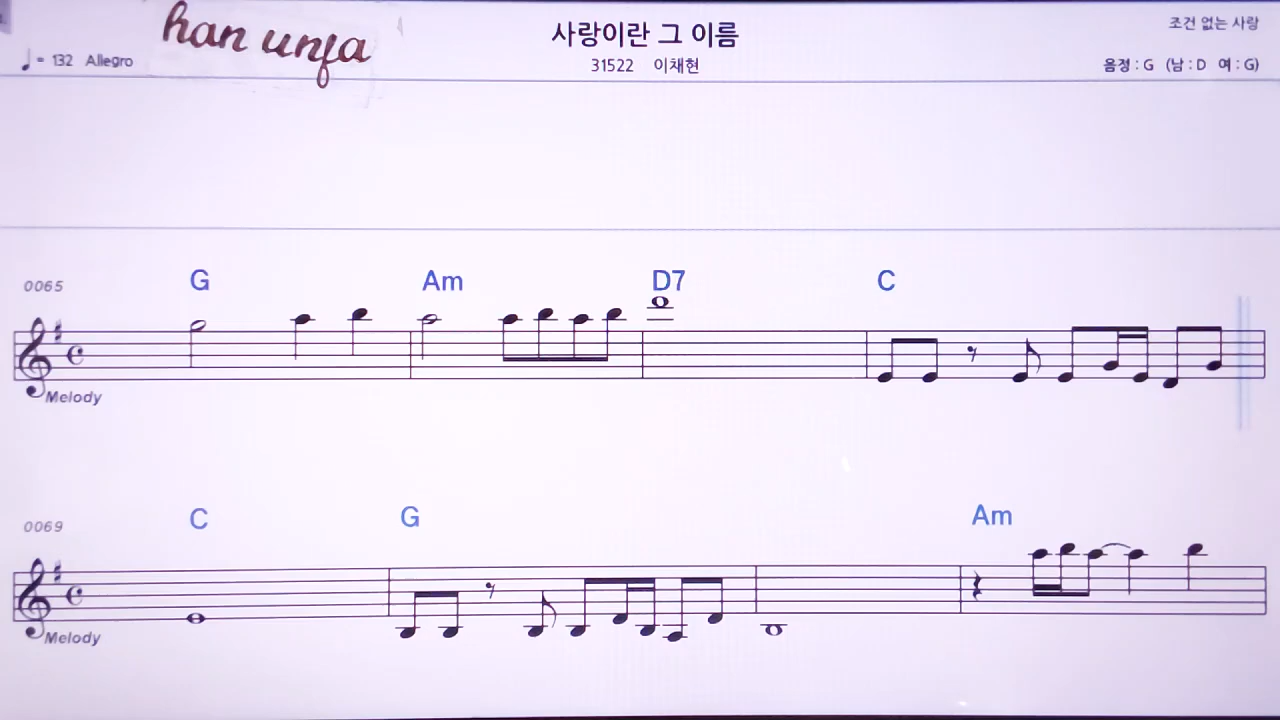 han unja
사랑이란 그 이름
조건 없는 사랑
♩= 132 Allegro
31522 이채현
음정 : G (남 : D 여 : G)
0065
G Am D7 C
Melody
0069
C G Am
Melody